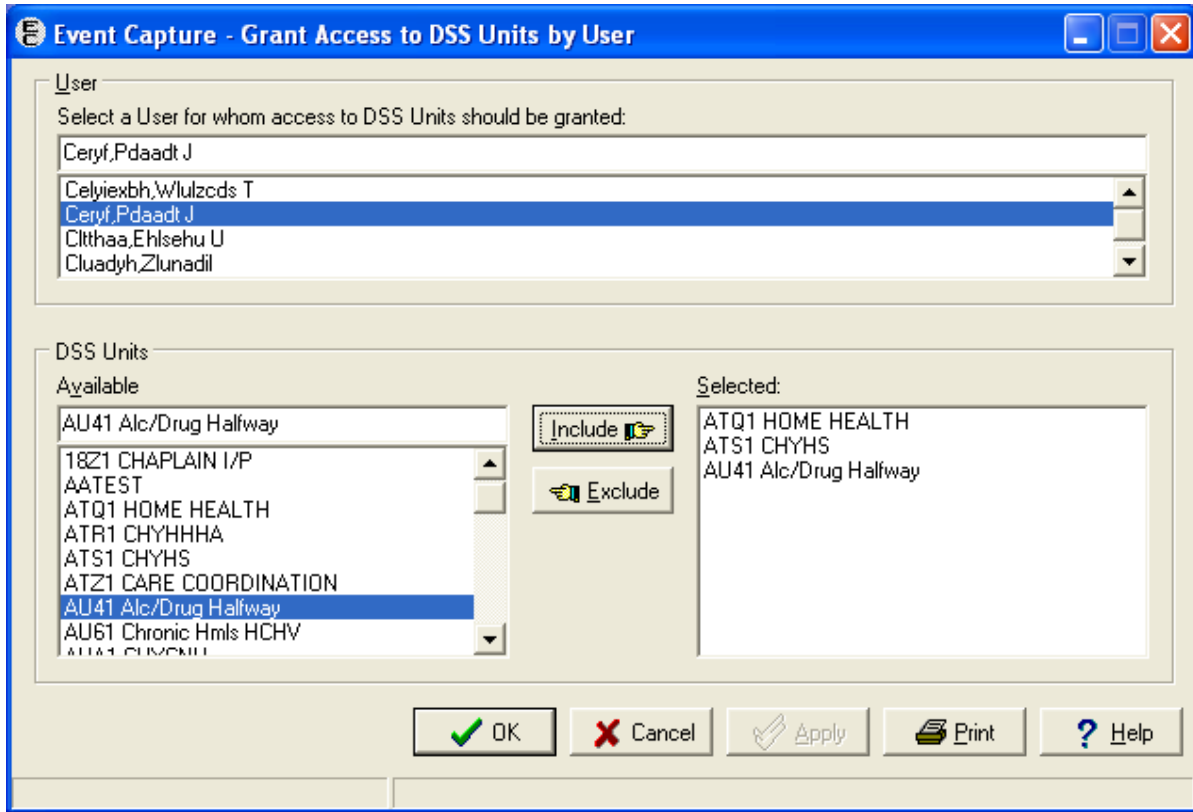 Event Capture - Grant Access to DSS Units by User
User
Select a User for whom access to DSS Units should be granted:
Ceryf,Pdaadt J
Celyiexbh,Wlulzcds T
Ceryf,Pdaadt J
Cltthaa,Ehlsehu U
Cluadyh,Zlunadil
DSS Units
Available
AU41 Alc/Drug Halfway
18Z1 CHAPLAIN I/P
AATEST
ATQ1 HOME HEALTH
ATR1 CHYHHHA
ATS1 CHYHS
ATZ1 CARE COORDINATION
AU41 Alc/Drug Halfway
AU61 Chronic Hmls HCHV
Include
Exclude
Selected:
ATQ1 HOME HEALTH
ATS1 CHYHS
AU41 Alc/Drug Halfway
OK Cancel Apply Print Help